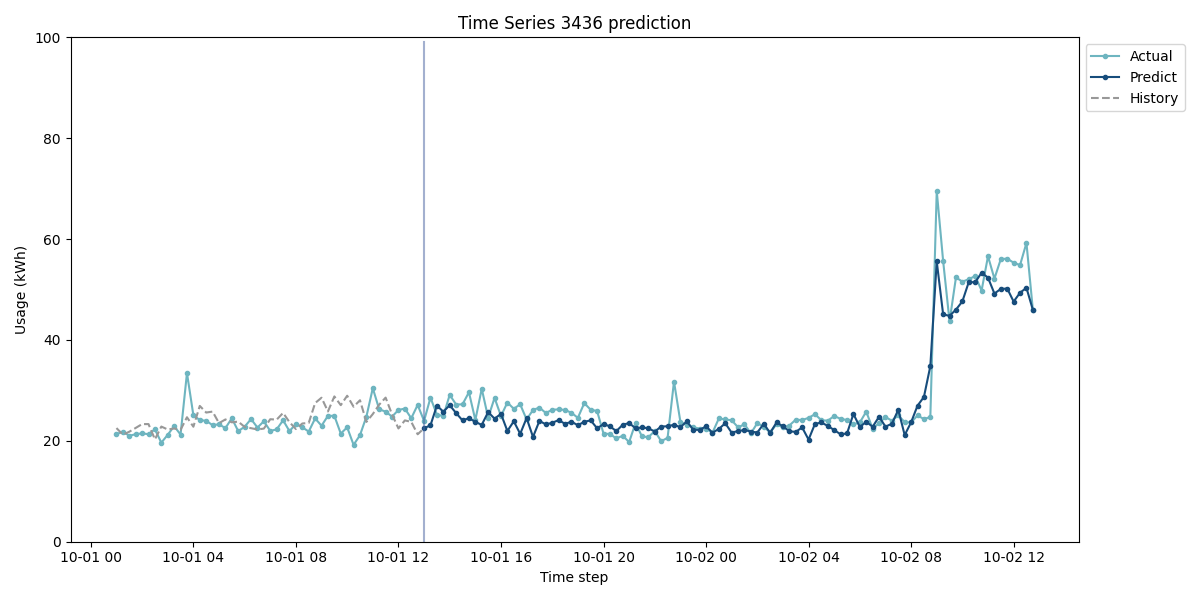 Time Series 3436 prediction
100
80
60
40
20
0
Usage (kWh)
10-01 00 10-01 04 10-01 08 10-01 12 10-01 16 10-01 20 10-02 00 10-02 04 10-02 08 10-02 12
Time step
Actual
Predict
History